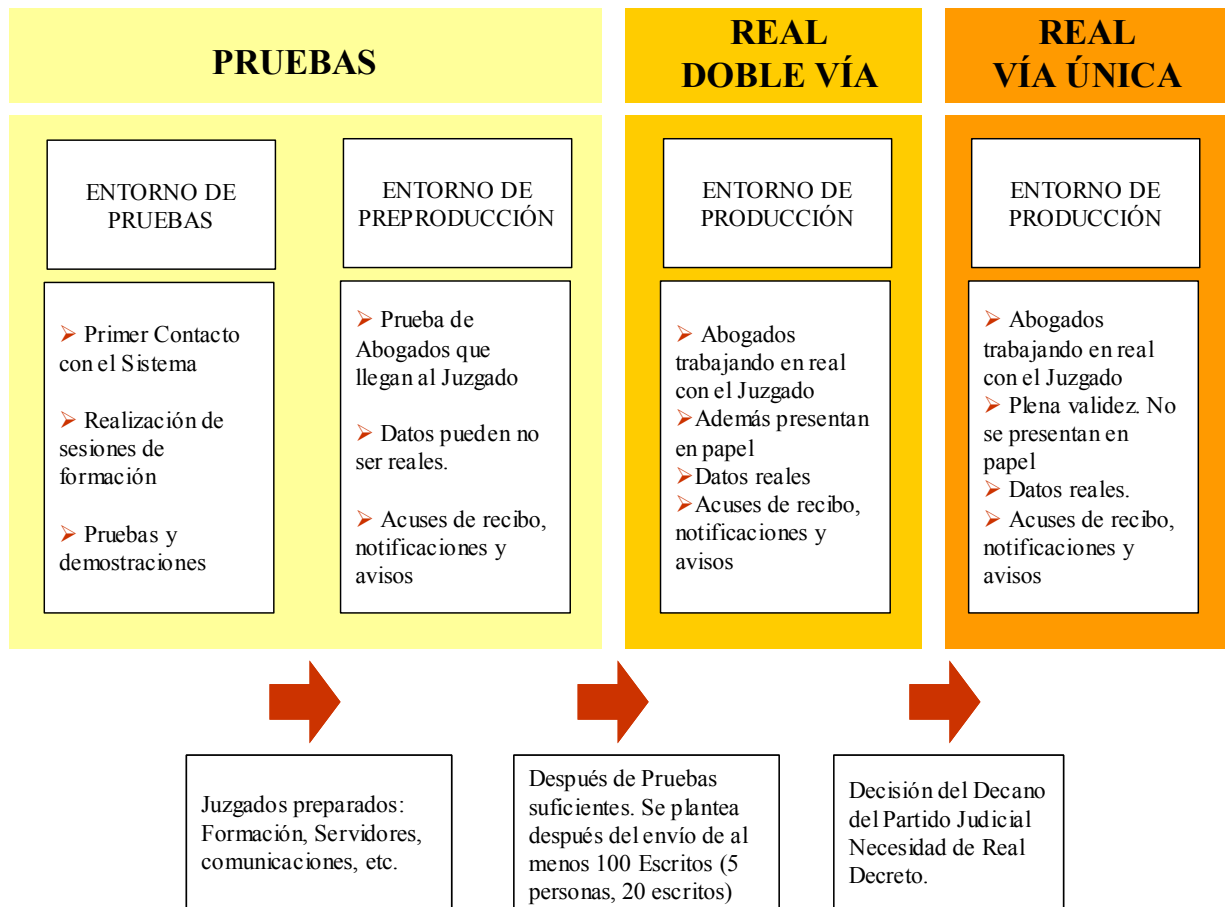 PRUEBAS
REAL
DOBLE VÍA
REAL
VÍA ÚNICA
ENTORNO DE
PRUEBAS
ENTORNO DE
PREPRODUCCIÓN
ENTORNO DE
PRODUCCIÓN
ENTORNO DE
PRODUCCIÓN
➢ Primer Contacto
con el Sistema
➢ Realización de
sesiones de
formación
➢ Pruebas y
demostraciones
➢ Prueba de
Abogados que
llegan al Juzgado
➢ Datos pueden no
ser reales.
➢ Acuses de recibo,
notificaciones y
avisos
➢ Abogados
trabajando en real
con el Juzgado
➢Además presentan
en papel
➢Datos reales
➢Acuses de recibo,
notificaciones y
avisos
➢ Abogados
trabajando en real
con el Juzgado
➢ Plena validez. No
se presentan en
papel
➢ Datos reales.
➢ Acuses de recibo,
notificaciones y
avisos
Juzgados preparados:
Formación, Servidores,
comunicaciones, etc.
Después de Pruebas
suficientes. Se plantea
después del envío de al
menos 100 Escritos (5
personas, 20 escritos)
Decisión del Decano
del Partido Judicial
Necesidad de Real
Decreto.